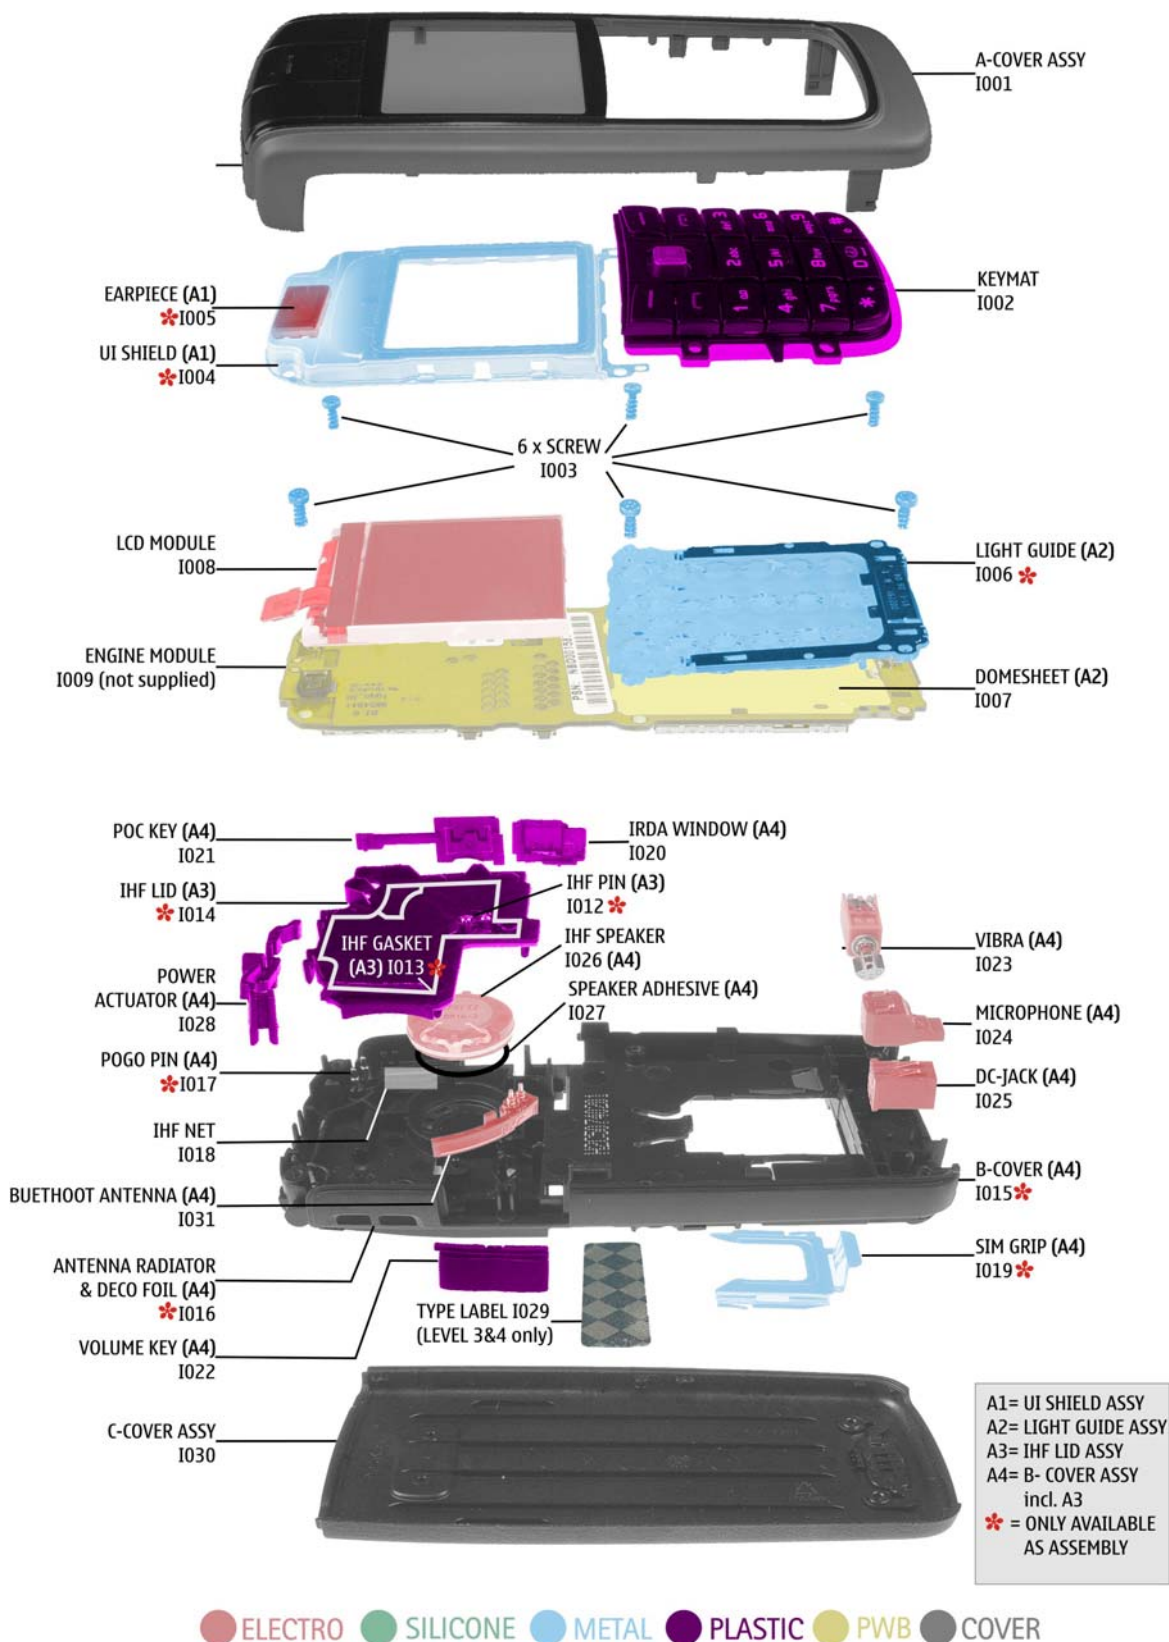 A-COVER ASSY
I001
KEYMAT
I002
EARPIECE (A1)
*I005
UI SHIELD (A1)
*I004
6 x SCREW
I003
LCD MODULE
I008
LIGHT GUIDE (A2)
I006 *
ENGINE MODULE
I009 (not supplied)
DOMESHEET (A2)
I007
POC KEY (A4)
I021
IRDA WINDOW (A4)
I020
IHF LID (A3)
* I014
IHF PIN (A3)
I012 *
IHF GASKET
(A3) I013 *
IHF SPEAKER
I026 (A4)
VIBRA (A4)
I023
POWER
ACTUATOR (A4)
I028
SPEAKER ADHESIVE (A4)
I027
MICROPHONE (A4)
I024
POGO PIN (A4)
*I017
DC-JACK (A4)
I025
IHF NET
I018
B-COVER (A4)
I015 *
BUETHOOT ANTENNA (A4)
I031
SIM GRIP (A4)
I019 *
ANTENNA RADIATOR
& DECO FOIL (A4)
*I016
TYPE LABEL I029
(LEVEL 3&4 only)
VOLUME KEY (A4)
I022
C-COVER ASSY
I030
A1= UI SHIELD ASSY
A2= LIGHT GUIDE ASSY
A3= IHF LID ASSY
A4= B- COVER ASSY
incl. A3
* = ONLY AVAILABLE
AS ASSEMBLY
ELECTRO SILICONE METAL PLASTIC PWB COVER